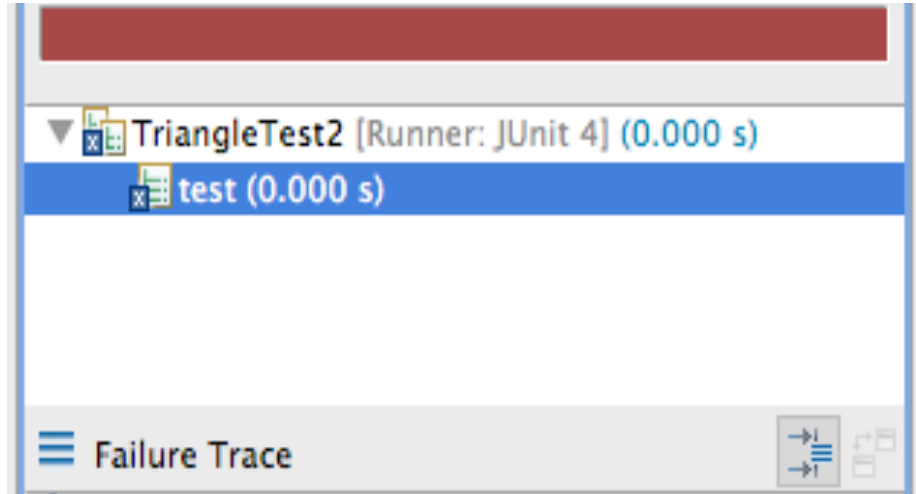 TriangleTest2 [Runner: JUnit 4] (0.000 s)
test (0.000 s)
Failure Trace